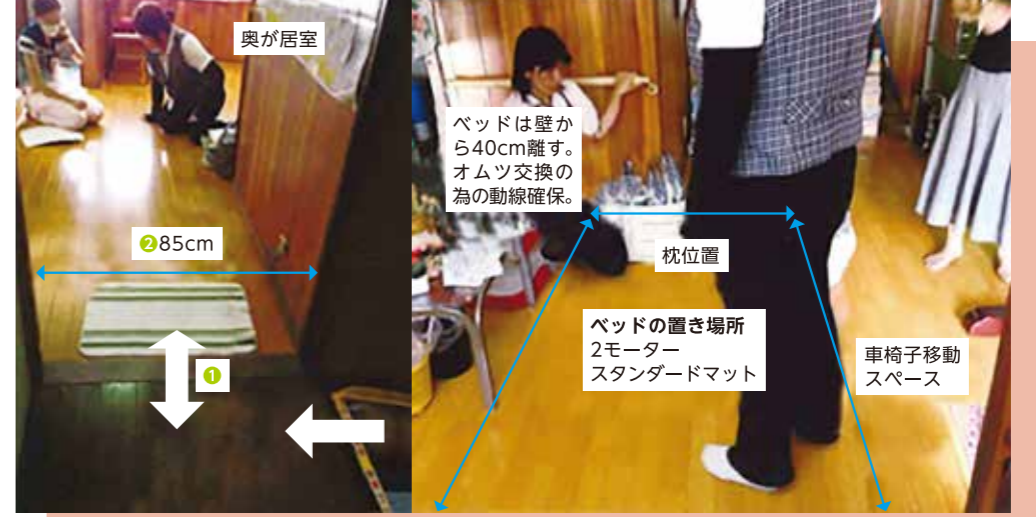 奥が居室
❷85cm
❶
ベッドは壁か
ら40cm離す。
オムツ交換の
為の動線確保。
枕位置
ベッドの置き場所
2モーター
スタンダードマット
車椅子移動
スペース